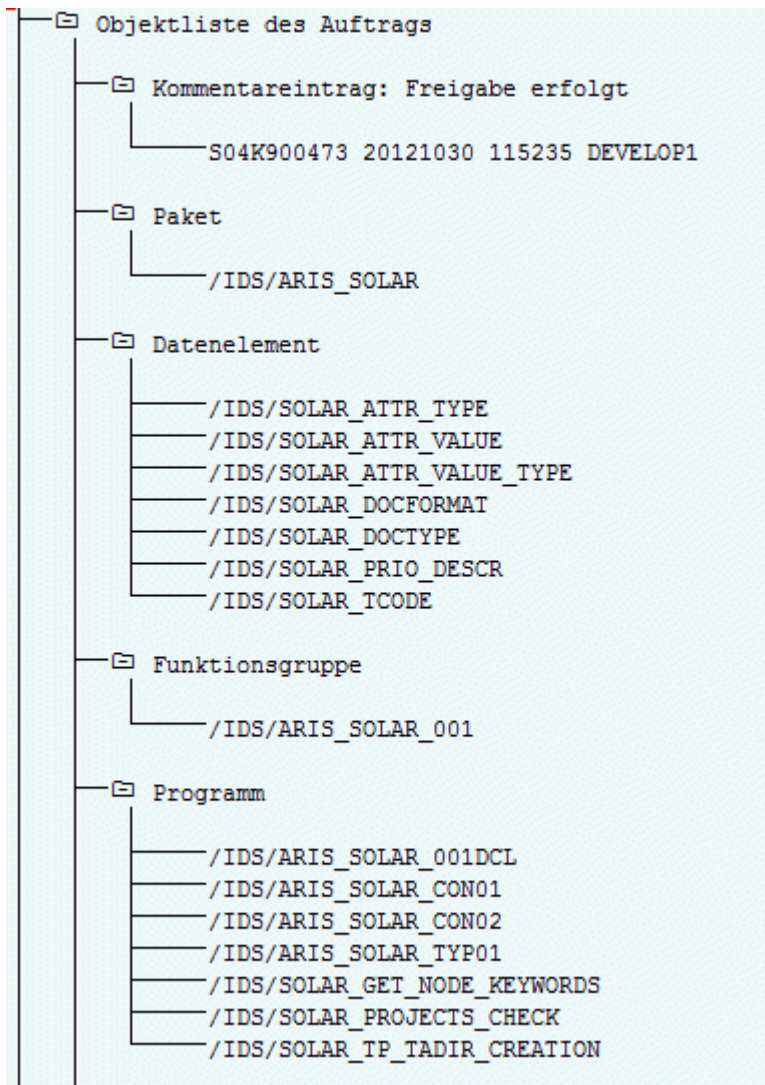 Objektliste des Auftrags
Kommentareintrag: Freigabe erfolgt
S04K900473 20121030 115235 DEVELOP1
Paket
/IDS/ARIS_SOLAR
Datenelement
/IDS/SOLAR_ATTR_TYPE
/IDS/SOLAR_ATTR_VALUE
/IDS/SOLAR_ATTR_VALUE_TYPE
/IDS/SOLAR_DOCFORMAT
/IDS/SOLAR_DOCTYPE
/IDS/SOLAR_PRIO_DESCR
/IDS/SOLAR_TCODE
Funktionsgruppe
/IDS/ARIS_SOLAR_001
Programm
/IDS/ARIS_SOLAR_001DCL
/IDS/ARIS_SOLAR_CON01
/IDS/ARIS_SOLAR_CON02
/IDS/ARIS_SOLAR_TYP01
/IDS/SOLAR_GET_NODE_KEYWORDS
/IDS/SOLAR_PROJECTS_CHECK
/IDS/SOLAR_TP_TADIR_CREATION